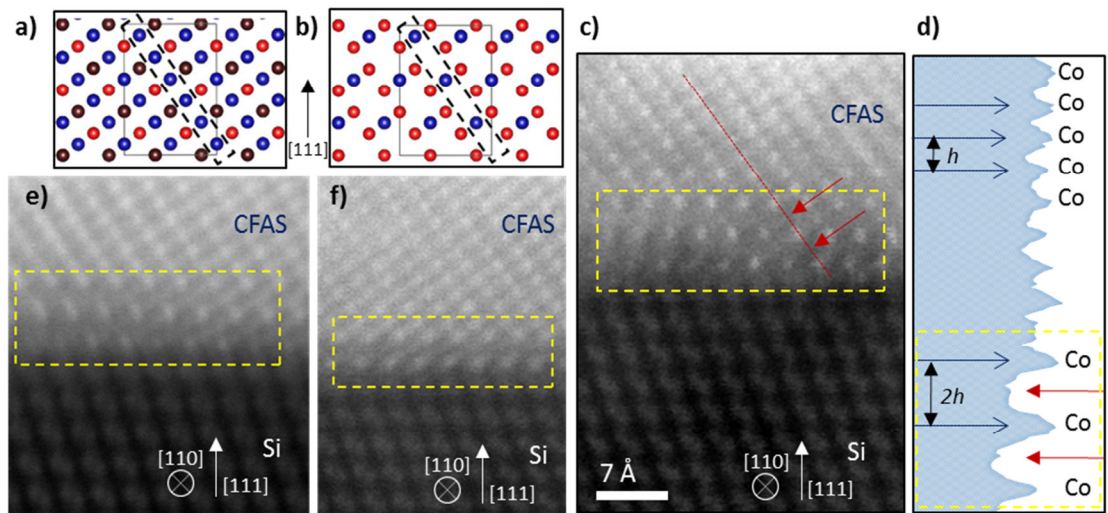 a)
b)
[111]
c)
CFAS
7 Å
[110]
[111]
Si
d)
Co
Co
Co
Co
Co
h
Co
2h
Co
Co
e)
CFAS
Si
[110]
[111]
f)
CFAS
Si
[110]
[111]